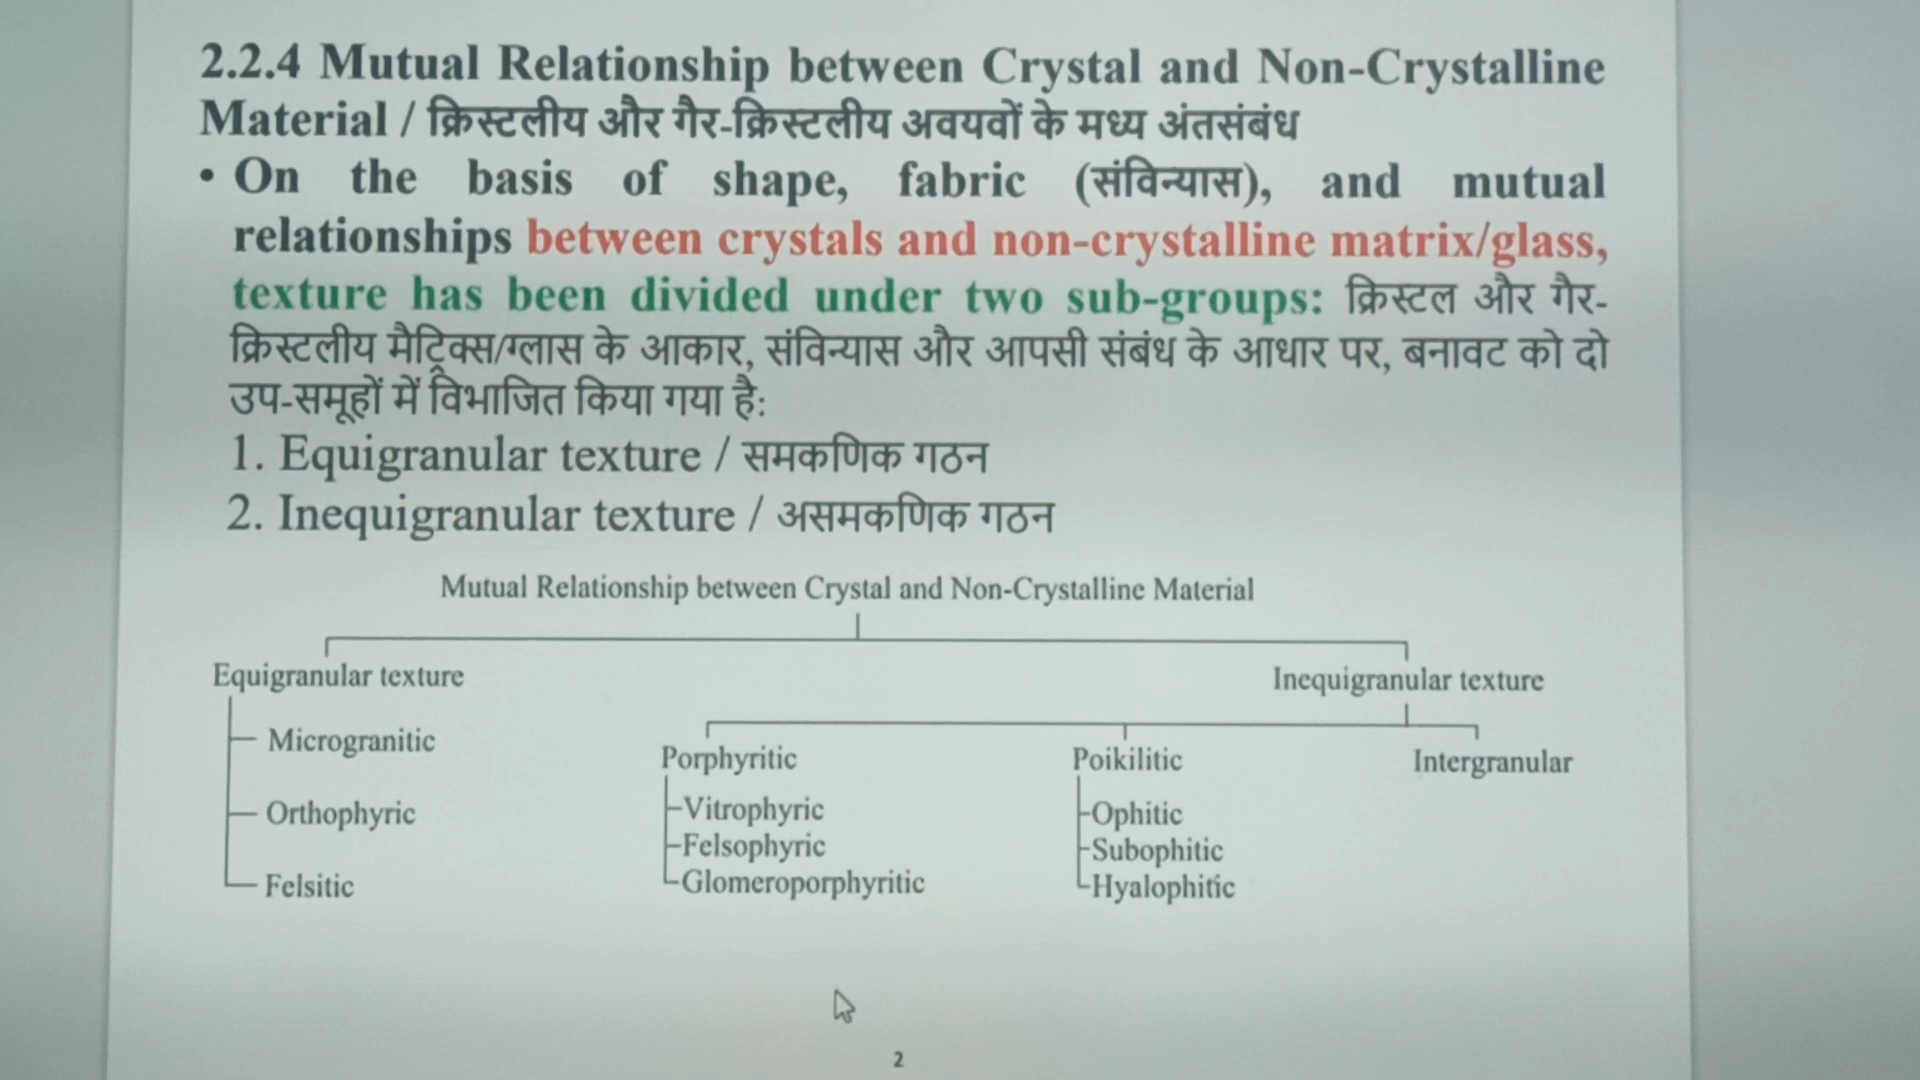 2.2.4 Mutual Relationship between Crystal and Non-Crystalline
Material / क्रिस्टलीय और गैर-क्रिस्टलीय अवयवों के मध्य अंतसंबंध
• On the basis of shape, fabric (संविन्यास), and mutual
relationships between crystals and non-crystalline matrix/glass,
texture has been divided under two sub-groups: क्रिस्टल और गैर-
क्रिस्टलीय मैट्रिक्स/ग्लास के आकार, संविन्यास और आपसी संबंध के आधार पर, बनावट को दो
उप-समूहों में विभाजित किया गया है:
1. Equigranular texture / समकणिक गठन
2. Inequigranular texture / असमकणिक गठन
Mutual Relationship between Crystal and Non-Crystalline Material
Equigranular texture
Microgranitic
Orthophyric
Felsitic
Inequigranular texture
Porphyritic
Vitrophyric
Felsophyric
Glomeroporphyritic
Poikilitic
Ophitic
Subophitic
Hyalophitic
Intergranular
2